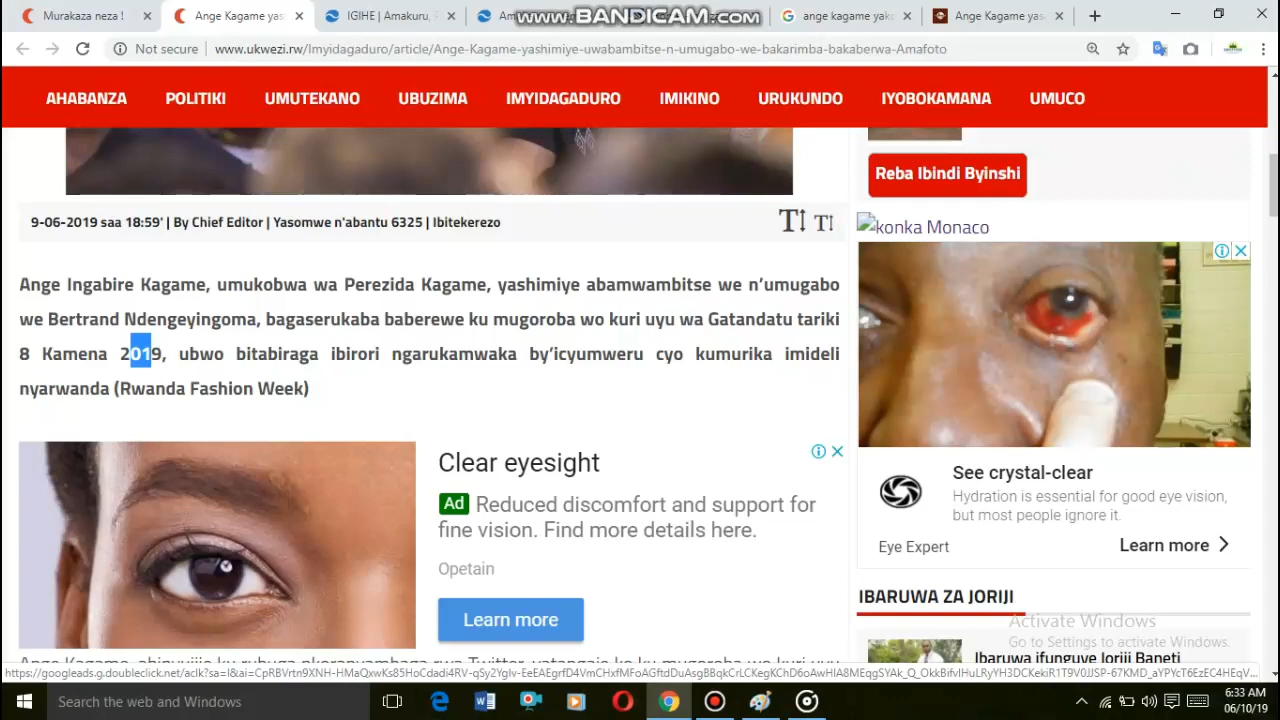 Murakaza neza !
Ange Kagame yas
IGIHE | Amakuru,
Am
www.BANDICAM.com
ange kagame yak
Ange Kagame yas
Not secure
www.ukwezi.rw/Imyidagaduro/article/Ange-Kagame-yashimiye-uwabambitse-n-umugabo-we-bakarimba-bakaberwa-Amafoto
AHABANZA POLITIKI UMUTEKANO UBUZIMA IMYIDAGADURO IMIKINO URUKUNDO IYOBOKAMANA UMUCO
Reba Ibindi Byinshi
9-06-2019 saa 18:59' | By Chief Editor | Yasomwe n'abantu 6325 | Ibitekerezo
konka Monaco
Ange Ingabire Kagame, umukobwa wa Perezida Kagame, yashimiye abamwambitse we n'umugabo
we Bertrand Ndengeyingoma, bagaserukaba baberewe ku mugoroba wo kuri uyu wa Gatandatu tariki
8 Kamena 2019, ubwo bitabiraga ibirori ngarukamwaka by'icyumweru cyo kumurika imideli
nyarwanda (Rwanda Fashion Week)
Clear eyesight
Ad Reduced discomfort and support for
fine vision. Find more details here.
Opetain
Learn more
See crystal-clear
Hydration is essential for good eye vision,
but most people ignore it.
Eye Expert
Learn more
IBARUWA ZA JORIJI
Activate Windows
Go to Settings to activate Windows.
Ibaruwa ifunguye Joriji Baneti
Search the web and Windows
6:33 AM
06/10/19